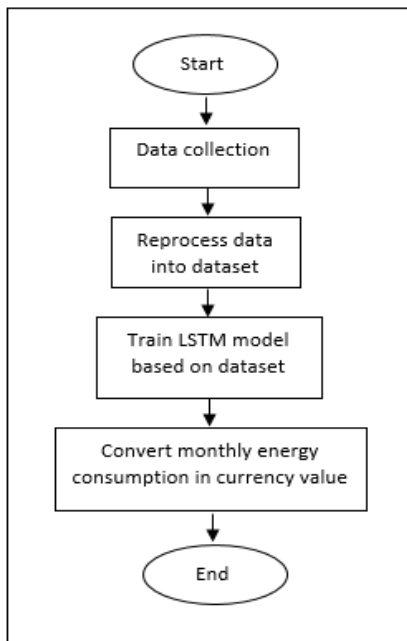 Start
Data collection
Reprocess data
into dataset
Train LSTM model
based on dataset
Convert monthly energy
consumption in currency value
End